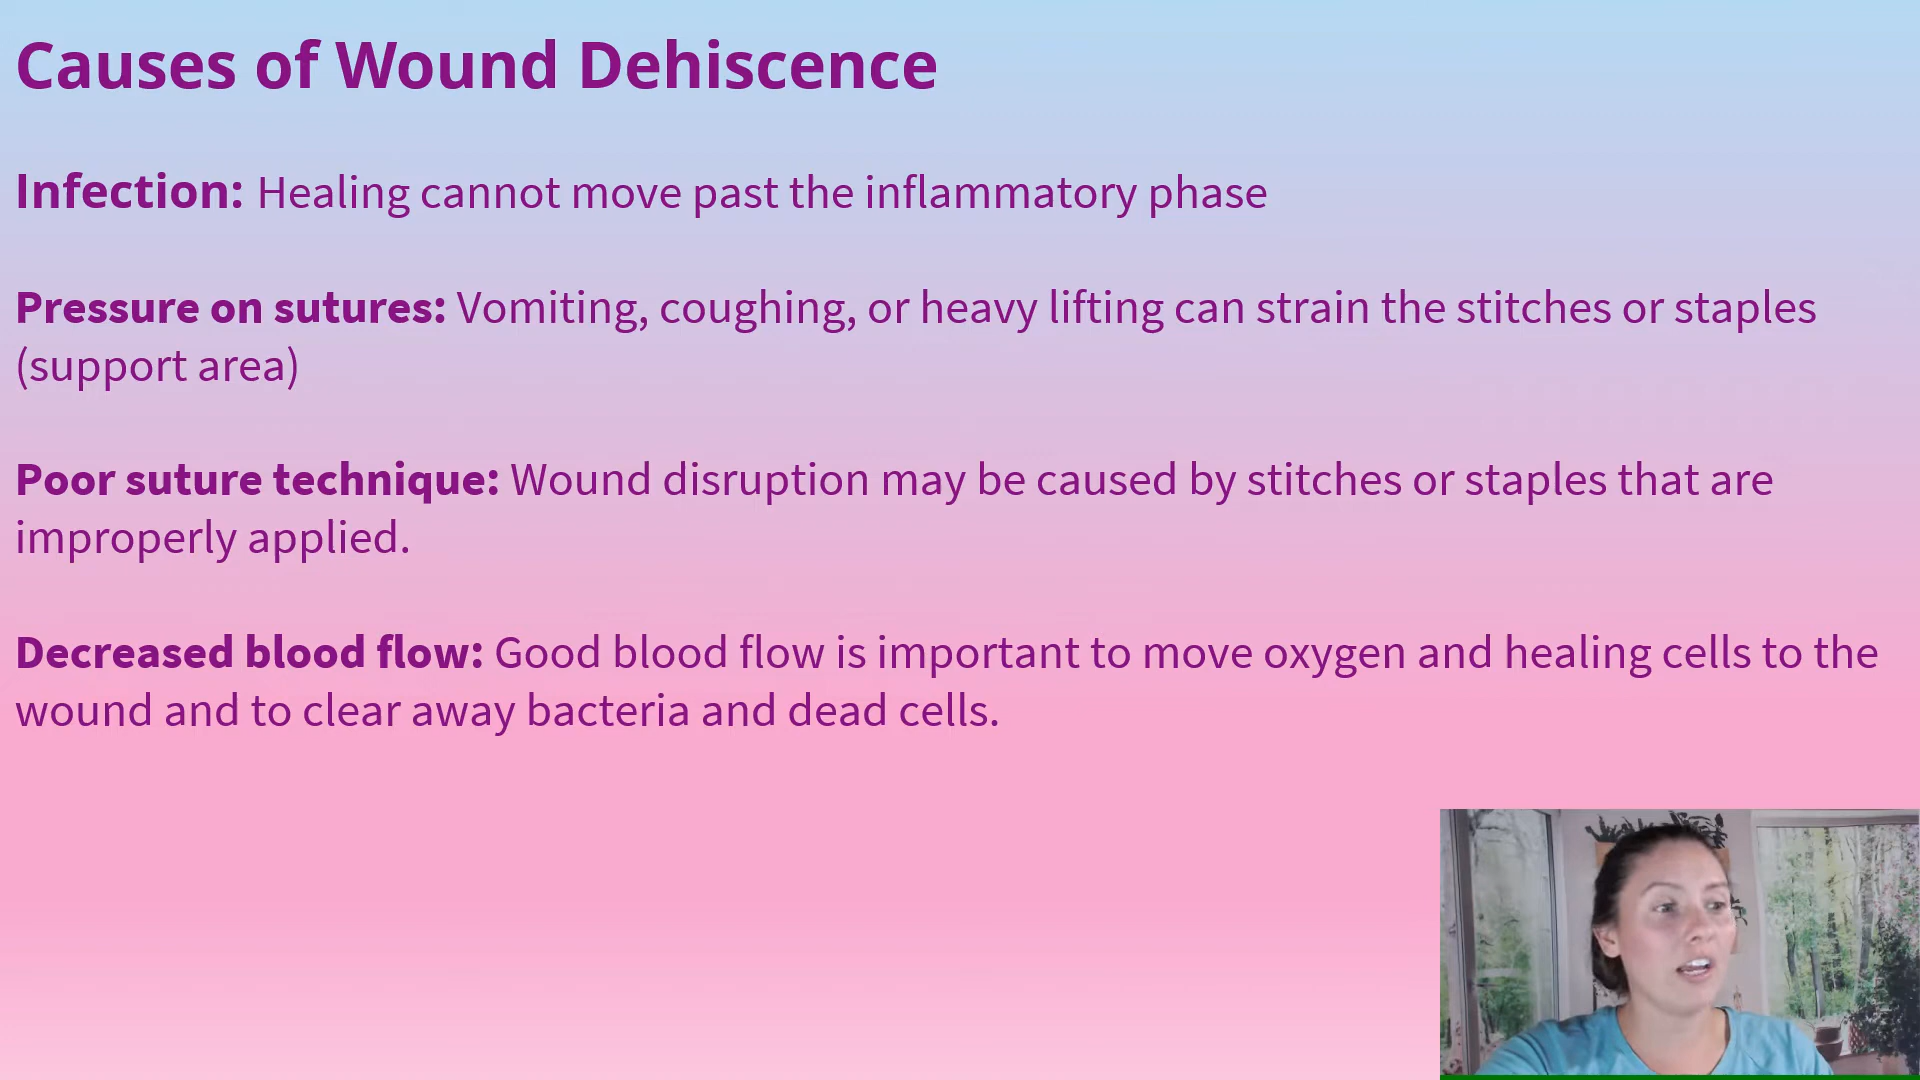 Causes of Wound Dehiscence
Infection: Healing cannot move past the inflammatory phase
Pressure on sutures: Vomiting, coughing, or heavy lifting can strain the stitches or staples
(support area)
Poor suture technique: Wound disruption may be caused by stitches or staples that are
improperly applied.
Decreased blood flow: Good blood flow is important to move oxygen and healing cells to the
wound and to clear away bacteria and dead cells.